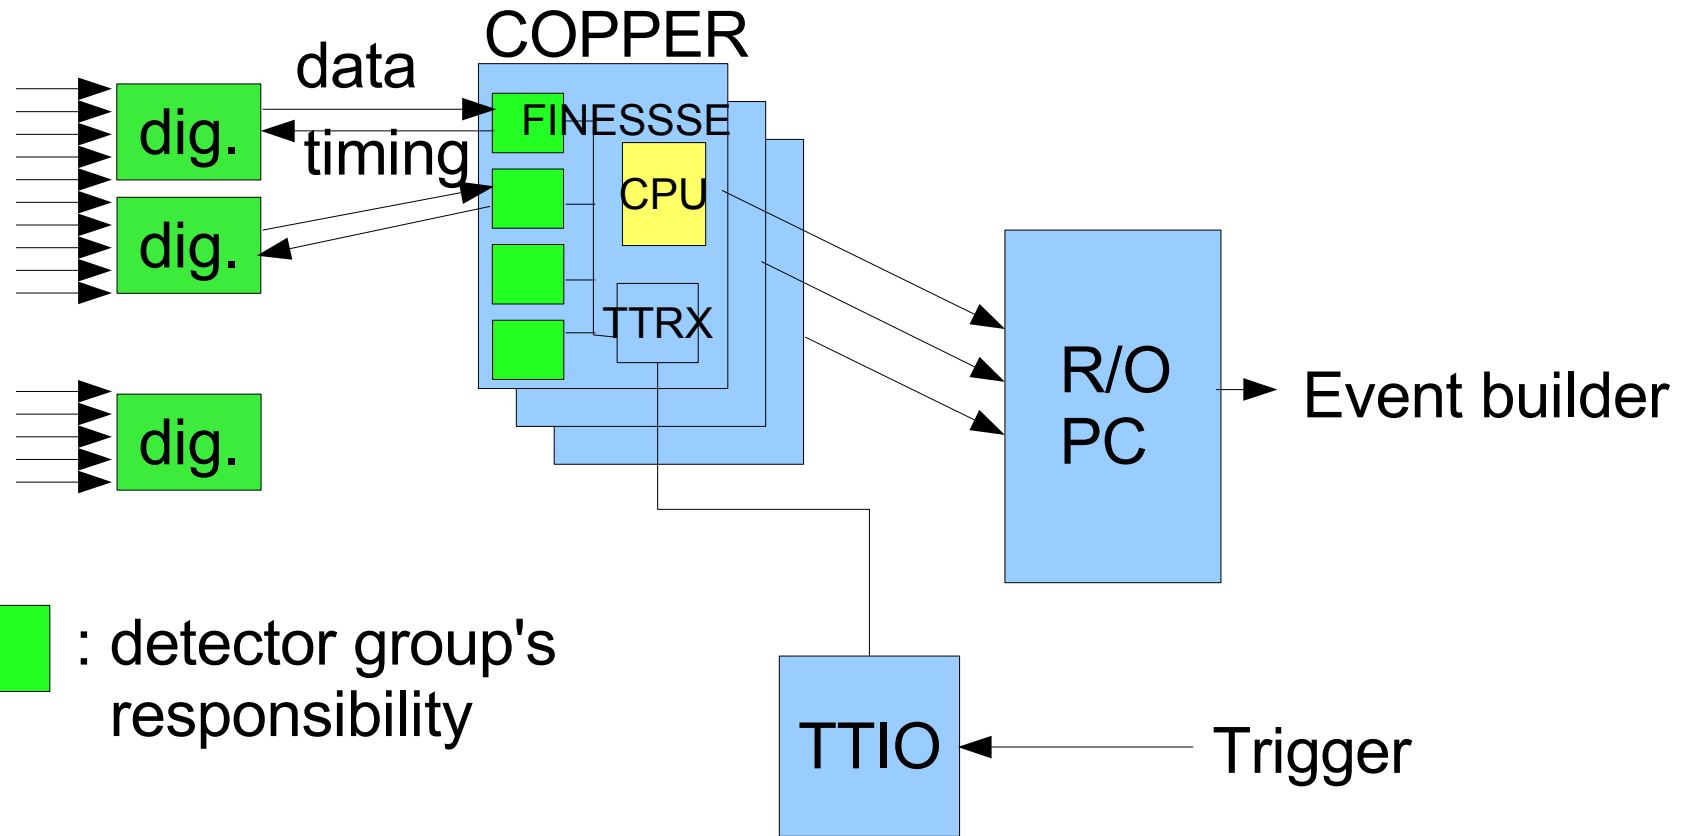 COPPER
data
dig.
FINESSSE
timing
CPU
dig.
TTRX
R/O
PC
Event builder
dig.
: detector group's
responsibility
TTIO
Trigger